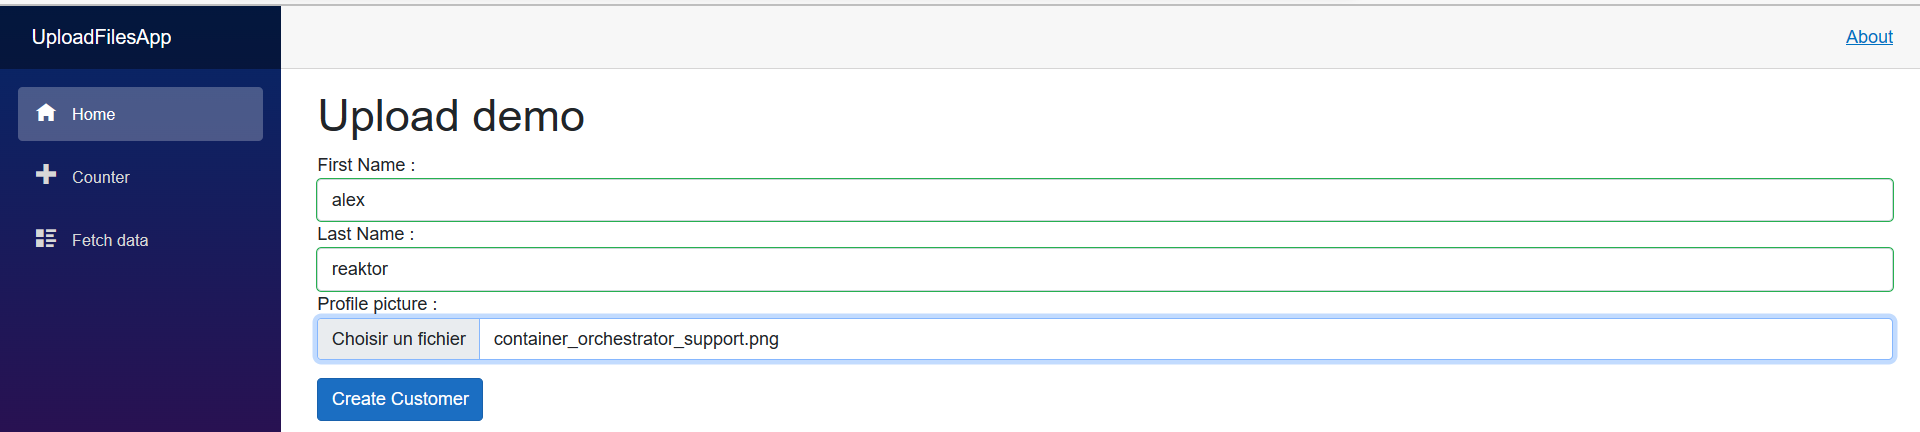 UploadFilesApp
About
Home
Counter
Fetch data
Upload demo
First Name :
alex
Last Name :
reaktor
Profile picture :
Choisir un fichier container_orchestrator_support.png
Create Customer